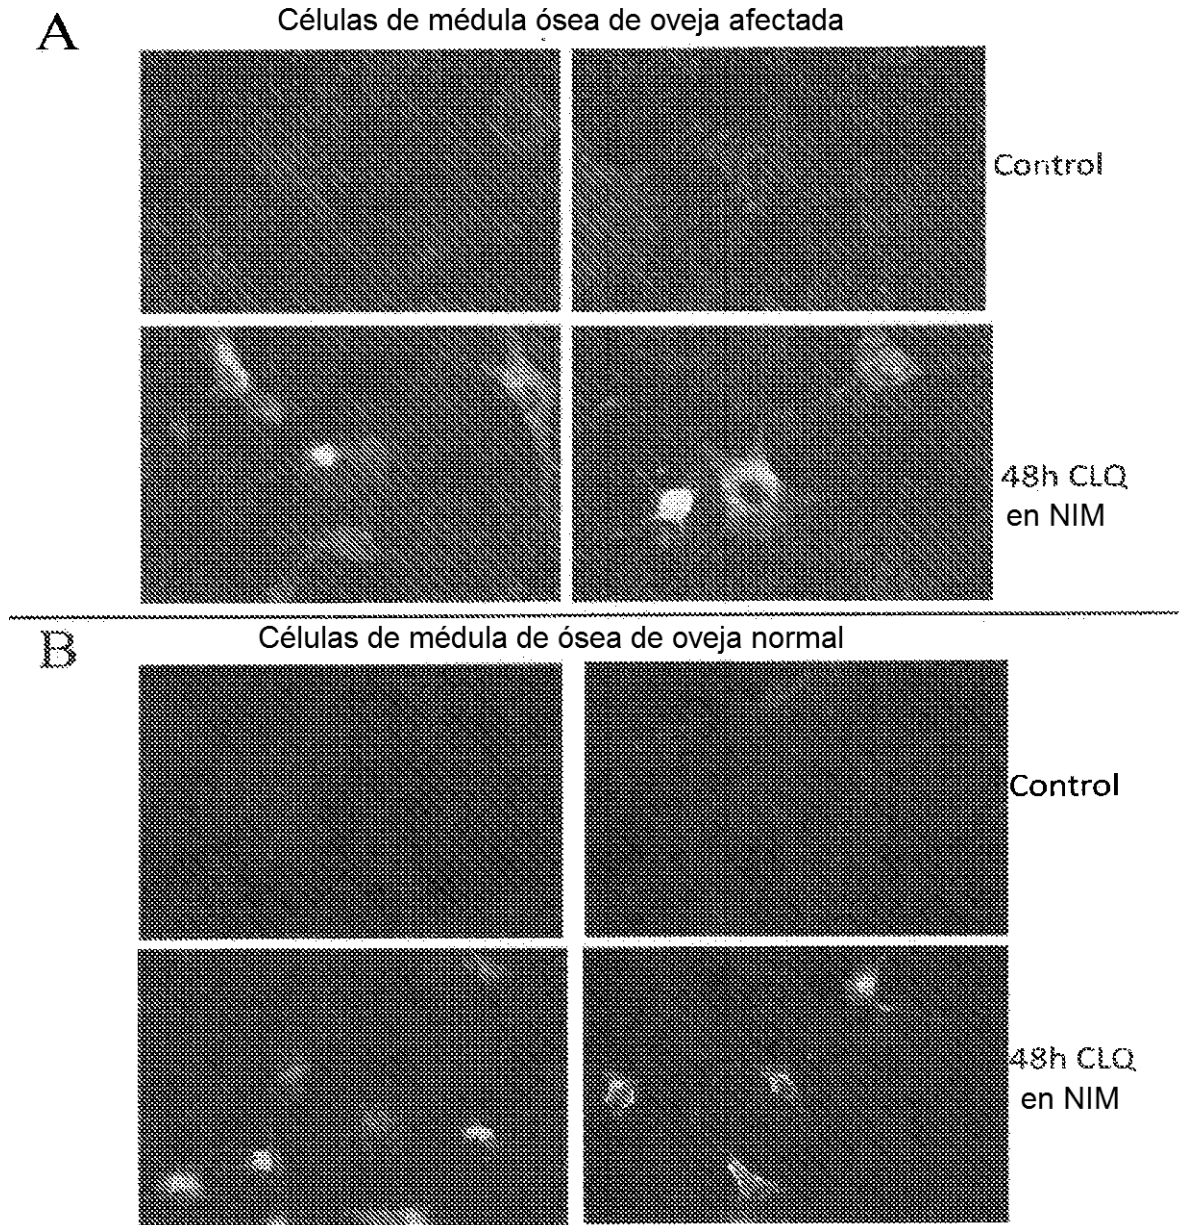 A
Células de médula ósea de oveja afectada
Control
48h CLQ
en NIM
B
Células de médula de ósea de oveja normal
Control
48h CLQ
en NIM